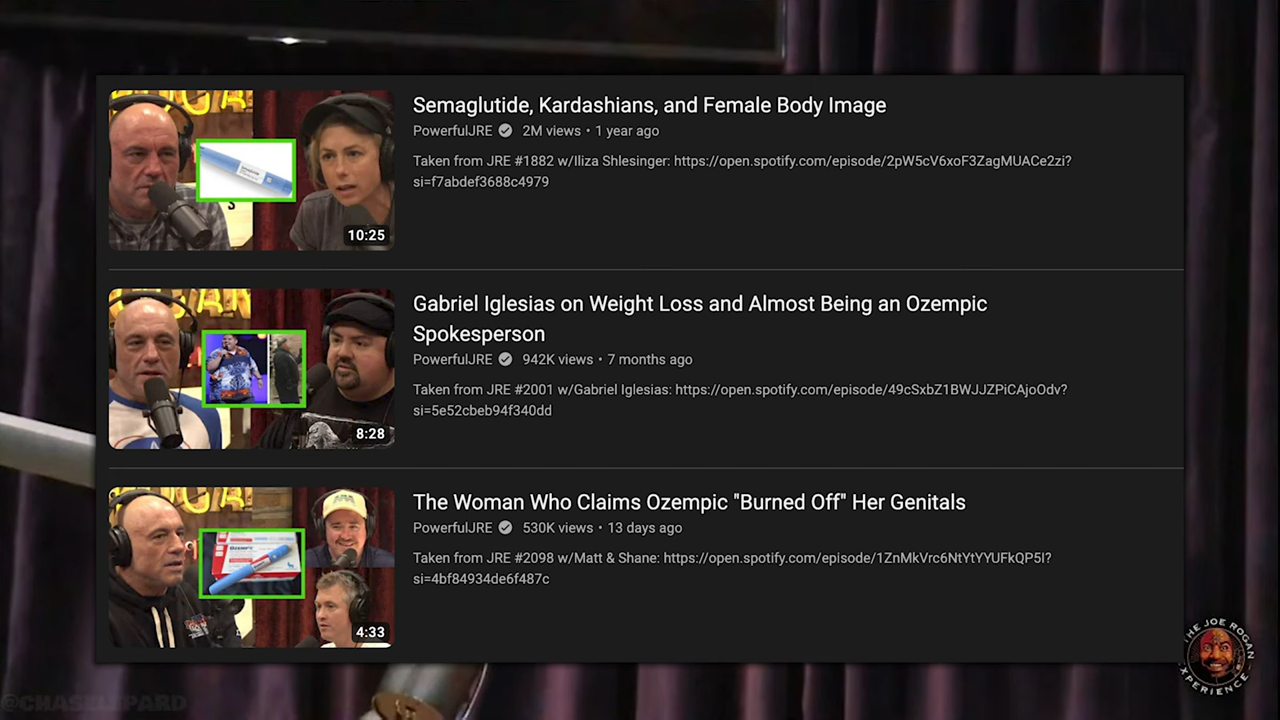 Semaglutide, Kardashians, and Female Body Image
PowerfulJRE 2M views • 1 year ago
Taken from JRE #1882 w/Iliza Shlesinger: https://open.spotify.com/episode/2pW5cV6xoF3ZagMUACe2zi?
si=f7abdef3688c4979
10:25
Gabriel Iglesias on Weight Loss and Almost Being an Ozempic
Spokesperson
PowerfulJRE 942K views • 7 months ago
Taken from JRE #2001 w/Gabriel Iglesias: https://open.spotify.com/episode/49cSxbZ1BWJJZPiCAjoOdv?
si=5e52cbeb94f340dd
8:28
The Woman Who Claims Ozempic "Burned Off" Her Genitals
PowerfulJRE 530K views • 13 days ago
Taken from JRE #2098 w/Matt & Shane: https://open.spotify.com/episode/1ZnMkVrc6NtYtYYUFkQP5I?
si=4bf84934de6f487c
4:33
THE JOE ROGAN
EXPERIENCE
@CHASELEPARD